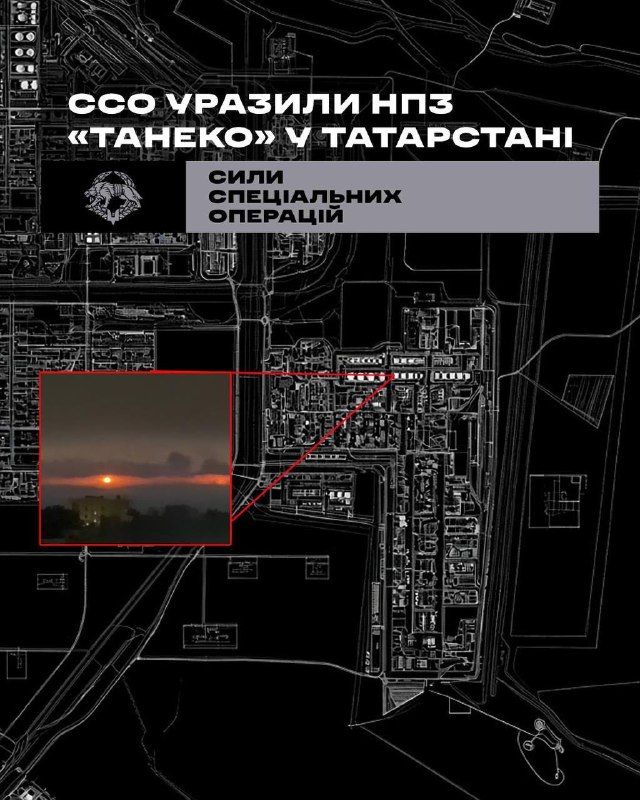 ССО УРАЗИЛИ НПЗ
«ТАНЕКО» У ТАТАРСТАНІ
СИЛИ
СПЕЦІАЛЬНИХ
ОПЕРАЦІЙ